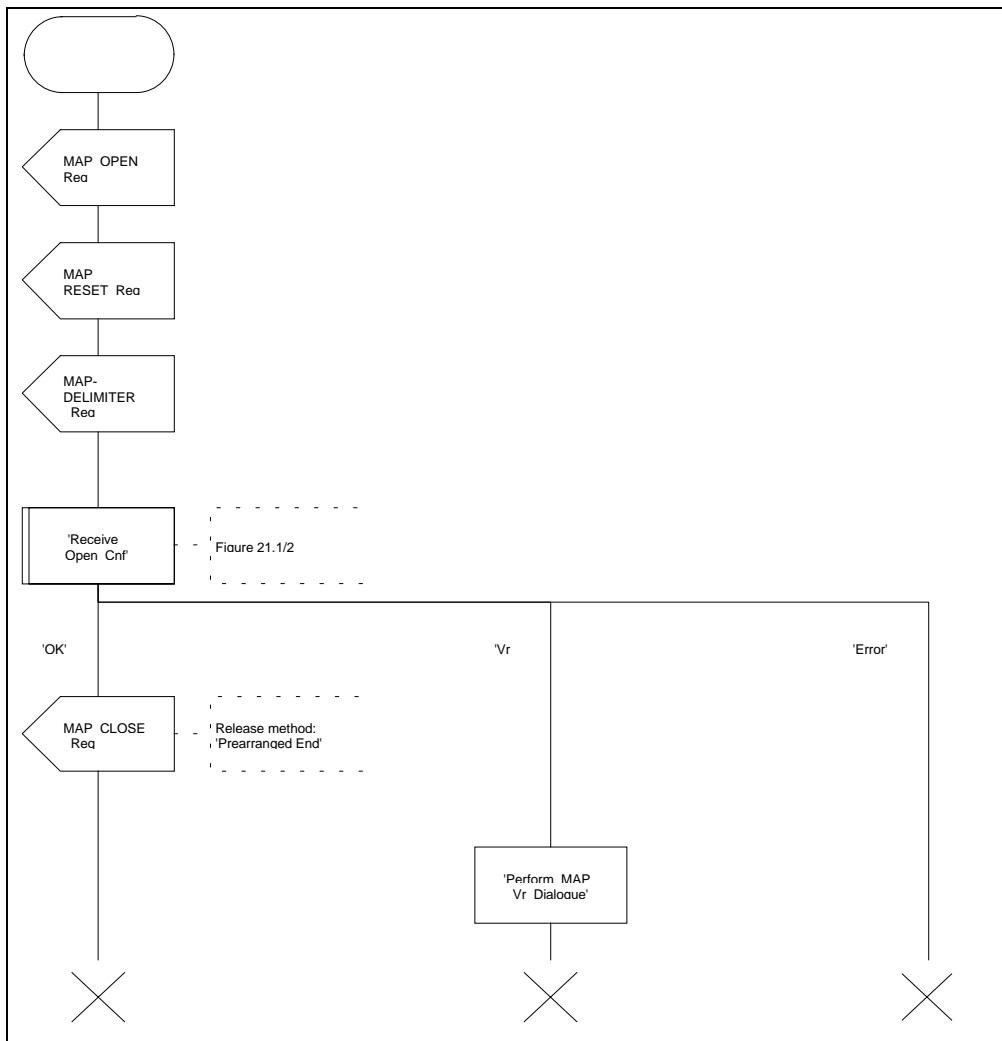 MAP OPEN
Req
MAP
RESET Req
MAP-
DELIMITER
Req
'Receive
Open Cnf'
Figure 21.1/2
'OK'
'Vr
'Error'
MAP CLOSE
Req
Release method:
'Prearranged End'
'Perform MAP
Vr Dialogue'